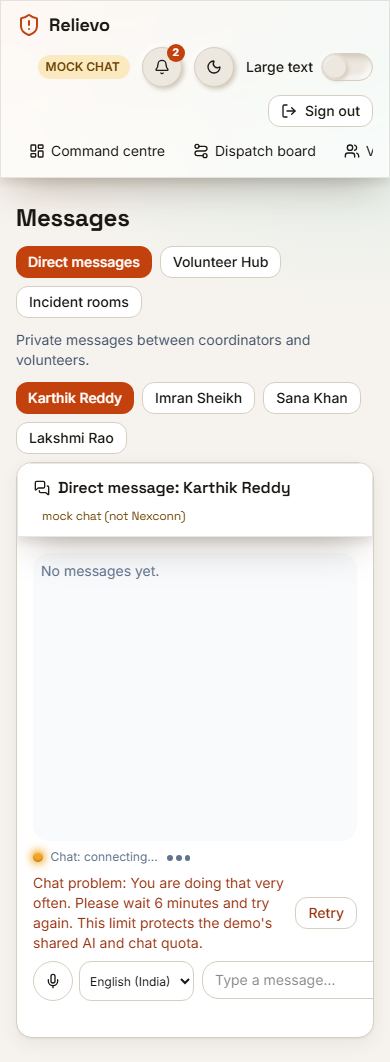 Relievo
MOCK CHAT
2
Large text
Sign out
Command centre
Dispatch board
Messages
Direct messages
Volunteer Hub
Incident rooms
Private messages between coordinators and
volunteers.
Karthik Reddy
Imran Sheikh
Sana Khan
Lakshmi Rao
Direct message: Karthik Reddy
mock chat (not Nexconn)
No messages yet.
Chat: connecting...
Chat problem: You are doing that very
often. Please wait 6 minutes and try
again. This limit protects the demo's
shared AI and chat quota.
Retry
English (India)
Type a message...